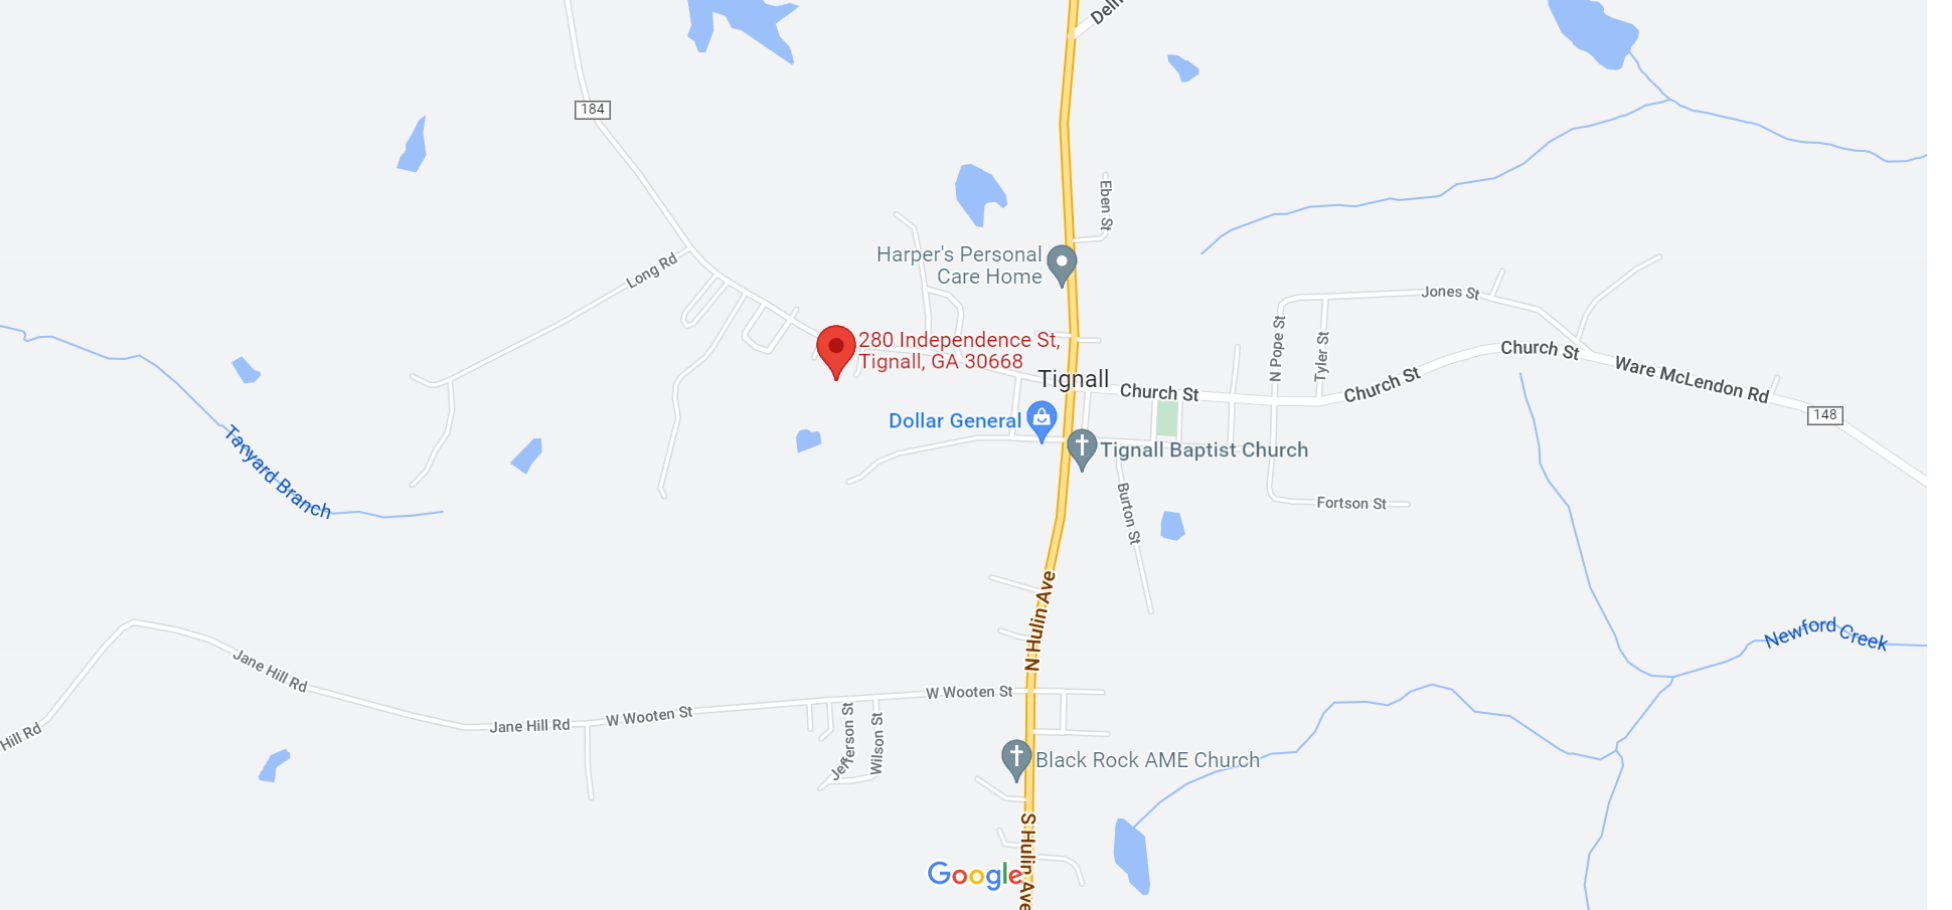 Deln
184
Eben St
Harper's Personal
Care Home
Long Rd
Jones St
280 Independence St,
Tignall, GA 30668
N Pope St
Tyler St
Church St
Ware McLendon Rd
Tignall
Church St
Church St
148
Dollar General
Tignall Baptist Church
Tanyard Branch
Burton St
Fortson St
N Hulin Ave
Newford Creek
Jane Hill Rd
W Wooten St
Jane Hill Rd
W Wooten St
Hill Rd
Jefferson St
Wilson St
Black Rock AME Church
S Hulin Ave
Google